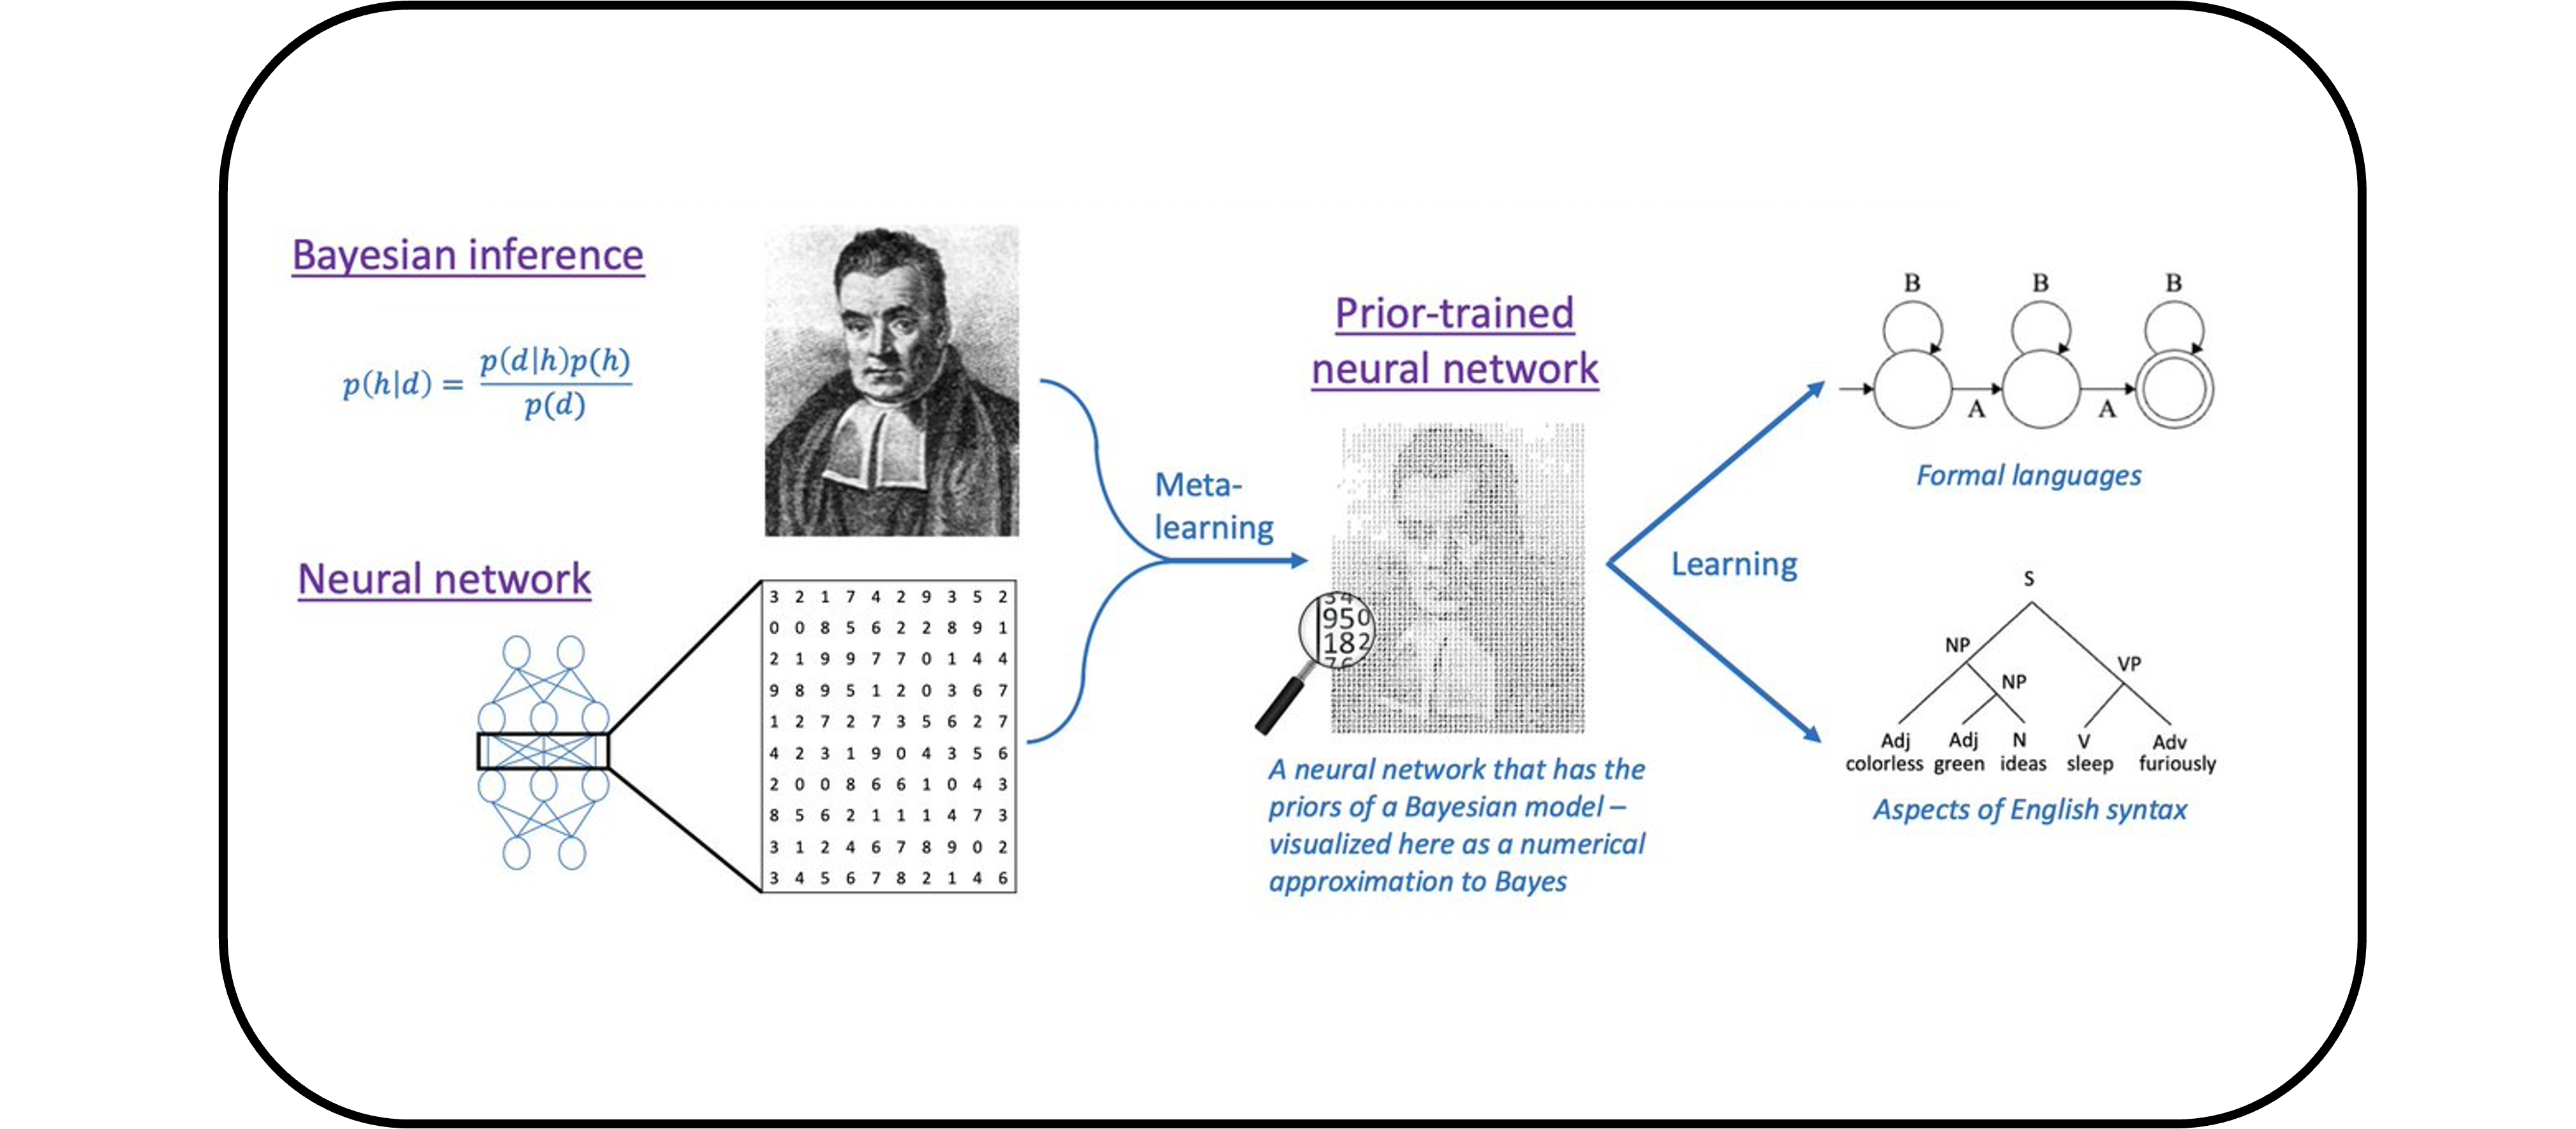 Bayesian inference
p(h|d) = p(d|h)p(h)
p(d)
Neural network
3 2 1 7 4 2 9 3 5 2
0 0 8 5 6 2 2 8 9 1
2 1 9 9 7 7 0 1 4 4
9 8 9 5 1 2 0 3 6 7
1 2 7 2 7 3 5 6 2 7
4 2 3 1 9 0 4 3 5 6
2 0 0 8 6 6 1 0 4 3
8 5 6 2 1 1 1 4 7 3
3 1 2 4 6 7 8 9 0 2
3 4 5 6 7 8 2 1 4 6
Meta-
learning
Prior-trained
neural network
950
182
A neural network that has the
priors of a Bayesian model –
visualized here as a numerical
approximation to Bayes
Learning
B B B
A A
Formal languages
S
NP
VP
NP
Adj Adj N V Adv
colorless green ideas sleep furiously
Aspects of English syntax